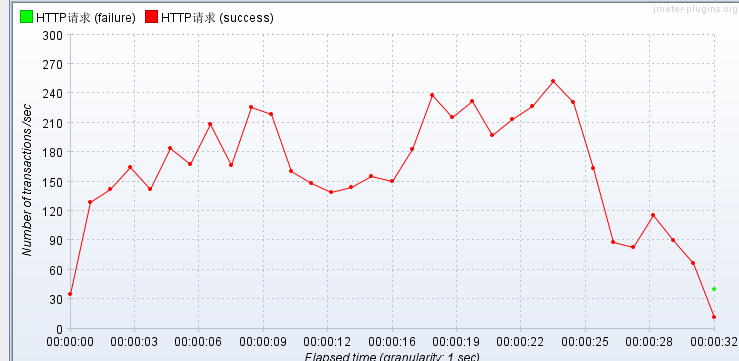 jmeter-plugins.org
HTTP请求 (failure) HTTP请求 (success)
300
270
240
210
180
150
120
90
60
30
0
Number of transactions /sec
00:00:00 00:00:03 00:00:06 00:00:09 00:00:12 00:00:16 00:00:19 00:00:22 00:00:25 00:00:28 00:00:32
Elapsed time (granularity: 1 sec)